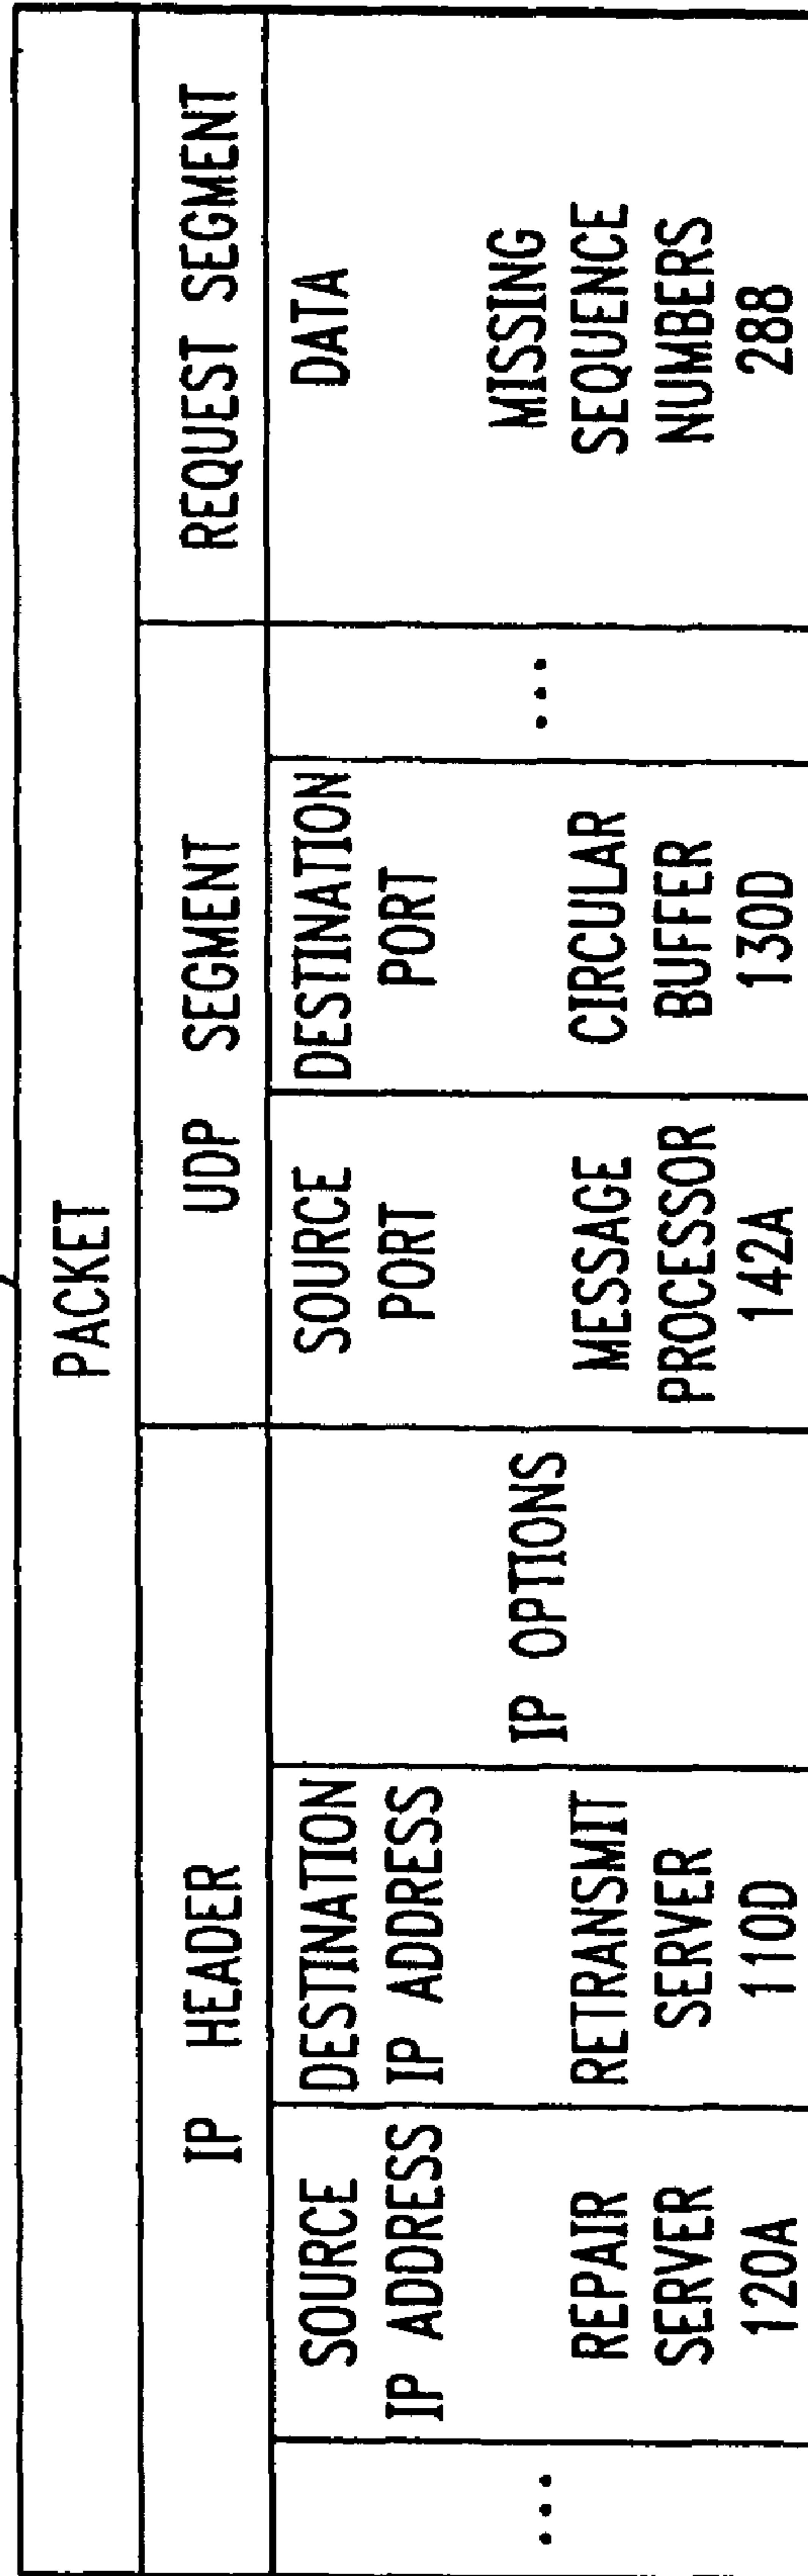 PACKET
IP HEADER
UDP SEGMENT
REQUEST SEGMENT
...
SOURCE
IP ADDRESS
REPAIR
SERVER
120A
DESTINATION
IP ADDRESS
RETRANSMIT
SERVER
110D
IP OPTIONS
SOURCE
PORT
MESSAGE
PROCESSOR
142A
DESTINATION
PORT
CIRCULAR
BUFFER
130D
...
DATA
MISSING
SEQUENCE
NUMBERS
288